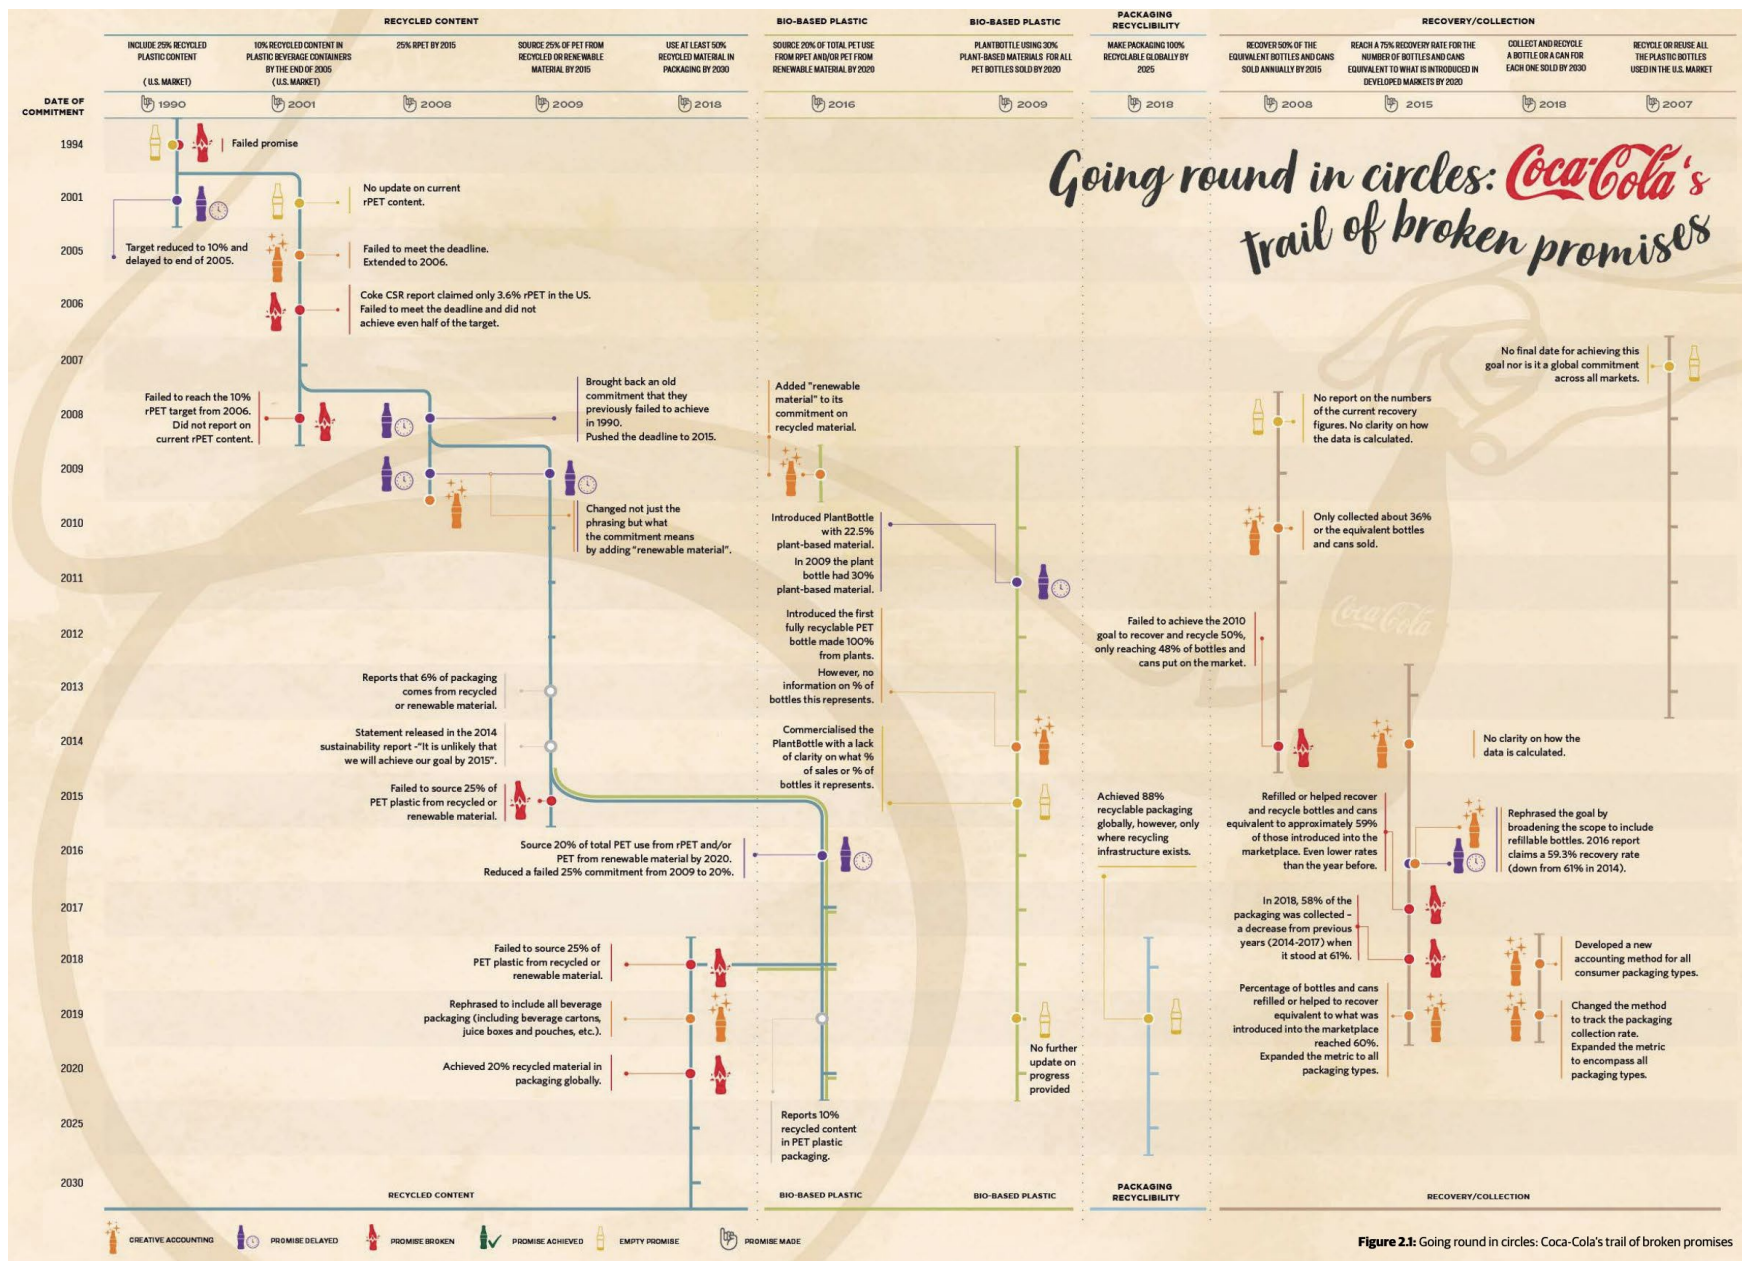 RECYCLED CONTENT
BIO-BASED PLASTIC
BIO-BASED PLASTIC
PACKAGING
RECYCLIBILITY
RECOVERY/COLLECTION
INCLUDE 25% RECYCLED
PLASTIC CONTENT
(U.S. MARKET)
10% RECYCLED CONTENT IN
PLASTIC BEVERAGE CONTAINERS
BY THE END OF 2005
(U.S. MARKET)
25% RPET BY 2015
SOURCE 25% OF PET FROM
RECYCLED OR RENEWABLE
MATERIAL BY 2015
USE AT LEAST 50%
RECYCLED MATERIAL IN
PACKAGING BY 2030
SOURCE 20% OF TOTAL PET USE
FROM RPET AND/OR PET FROM
RENEWABLE MATERIAL BY 2020
PLANTBOTTLE USING 30%
PLANT-BASED MATERIALS FOR ALL
PET BOTTLES SOLD BY 2020
MAKE PACKAGING 100%
RECYCLABLE GLOBALLY BY
2025
RECOVER 50% OF THE
EQUIVALENT BOTTLES AND CANS
SOLD ANNUALLY BY 2015
REACH A 75% RECOVERY RATE FOR THE
NUMBER OF BOTTLES AND CANS
EQUIVALENT TO WHAT IS INTRODUCED IN
DEVELOPED MARKETS BY 2020
COLLECT AND RECYCLE
A BOTTLE OR A CAN FOR
EACH ONE SOLD BY 2030
RECYCLE OR REUSE ALL
THE PLASTIC BOTTLES
USED IN THE U.S. MARKET
DATE OF
COMMITMENT
1990
2001
2008
2009
2018
2016
2009
2018
2008
2015
2018
2007
Going round in circles: Coca-Cola's
trail of broken promises
1994
Failed promise
2001
No update on current
rPET content.
2005
Target reduced to 10% and
delayed to end of 2005.
Failed to meet the deadline.
Extended to 2006.
2006
Coke CSR report claimed only 3.6% rPET in the US.
Failed to meet the deadline and did not
achieve even half of the target.
2007
No final date for achieving this
goal nor is it a global commitment
across all markets.
2008
Failed to reach the 10%
rPET target from 2006.
Did not report on
current rPET content.
Brought back an old
commitment that they
previously failed to achieve
in 1990.
Pushed the deadline to 2015.
Added "renewable
material" to its
commitment on
recycled material.
No report on the numbers
of the current recovery
figures. No clarity on how
the data is calculated.
2009
Changed not just the
phrasing but what
the commitment means
by adding "renewable material".
2010
Introduced PlantBottle
with 22.5%
plant-based material.
In 2009 the plant
bottle had 30%
plant-based material.
Only collected about 36%
or the equivalent bottles
and cans sold.
2011
Coca-Cola
2012
Introduced the first
fully recyclable PET
bottle made 100%
from plants.
However, no
information on % of
bottles this represents.
Failed to achieve the 2010
goal to recover and recycle 50%,
only reaching 48% of bottles and
cans put on the market.
2013
Reports that 6% of packaging
comes from recycled
or renewable material.
2014
Statement released in the 2014
sustainability report -"It is unlikely that
we will achieve our goal by 2015".
Commercialised the
PlantBottle with a lack
of clarity on what %
of sales or % of
bottles it represents.
No clarity on how the
data is calculated.
2015
Failed to source 25% of
PET plastic from recycled or
renewable material.
Achieved 88%
recyclable packaging
globally, however, only
where recycling
infrastructure exists.
Refilled or helped recover
and recycle bottles and cans
equivalent to approximately 59%
of those introduced into the
marketplace. Even lower rates
than the year before.
Rephrased the goal by
broadening the scope to include
refillable bottles. 2016 report
claims a 59.3% recovery rate
(down from 61% in 2014).
2016
Source 20% of total PET use from rPET and/or
PET from renewable material by 2020.
Reduced a failed 25% commitment from 2009 to 20%.
2017
In 2018, 58% of the
packaging was collected –
a decrease from previous
years (2014-2017) when
it stood at 61%.
2018
Failed to source 25% of
PET plastic from recycled or
renewable material.
Developed a new
accounting method for all
consumer packaging types.
2019
Rephrased to include all beverage
packaging (including beverage cartons,
juice boxes and pouches, etc.).
Percentage of bottles and cans
refilled or helped to recover
equivalent to what was
introduced into the marketplace
reached 60%.
Expanded the metric to all
packaging types.
Changed the method
to track the packaging
collection rate.
Expanded the metric
to encompass all
packaging types.
2020
Achieved 20% recycled material in
packaging globally.
No further
update on
progress
provided
2025
Reports 10%
recycled content
in PET plastic
packaging.
2030
RECYCLED CONTENT
BIO-BASED PLASTIC
BIO-BASED PLASTIC
PACKAGING
RECYCLIBILITY
RECOVERY/COLLECTION
CREATIVE ACCOUNTING
PROMISE DELAYED
PROMISE BROKEN
PROMISE ACHIEVED
EMPTY PROMISE
PROMISE MADE
Figure 2.1: Going round in circles: Coca-Cola's trail of broken promises